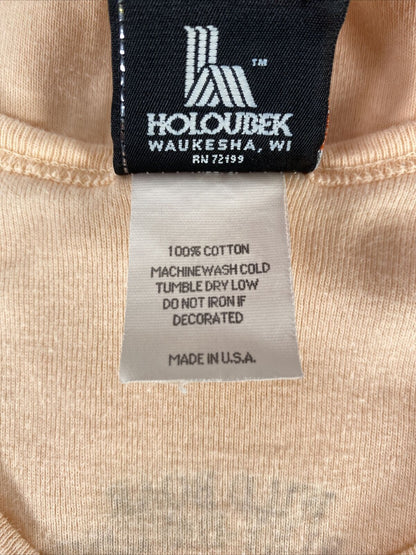 TM
HOLOUBEK
WAUKESHA, WI
RN 72199
100% COTTON
MACHINEWASH COLD
TUMBLE DRY LOW
DO NOT IRON IF
DECORATED
MADE IN U.S.A.